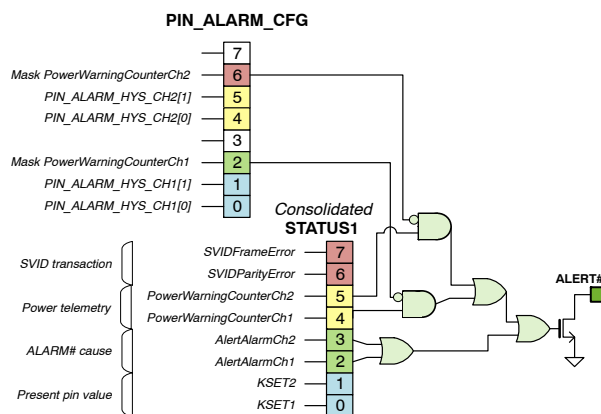 PIN_ALARM_CFG
7
Mask PowerWarningCounterCh2 6
PIN_ALARM_HYS_CH2[1] 5
PIN_ALARM_HYS_CH2[0] 4
3
Mask PowerWarningCounterCh1 2
PIN_ALARM_HYS_CH1[1] 1
PIN_ALARM_HYS_CH1[0] 0
Consolidated
STATUS1
SVID transaction
SVIDFrameError 7
SVIDParityError 6
Power telemetry
PowerWarningCounterCh2 5
PowerWarningCounterCh1 4
ALARM# cause
AlertAlarmCh2 3
AlertAlarmCh1 2
Present pin value
KSET2 1
KSET1 0
ALERT#